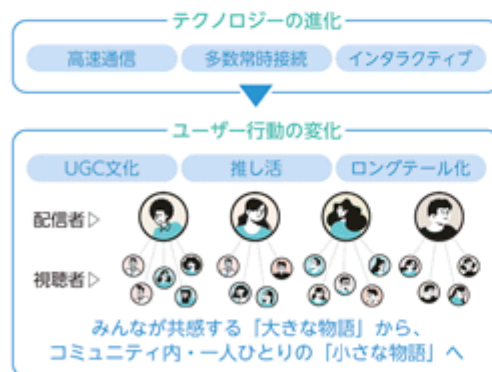 テクノロジーの進化
高速通信 多数常時接続 インタラクティブ
ユーザー行動の変化
UGC文化 推し活 ロングテール化
配信者▷
視聴者▷
みんなが共感する「大きな物語」から、
コミュニティ内・一人ひとりの「小さな物語」へ